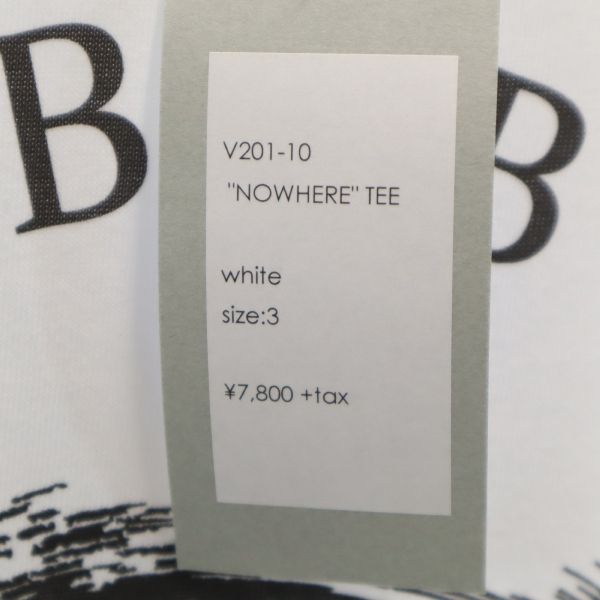 B
B
V201-10
"NOWHERE" TEE
white
size:3
¥7,800 +tax